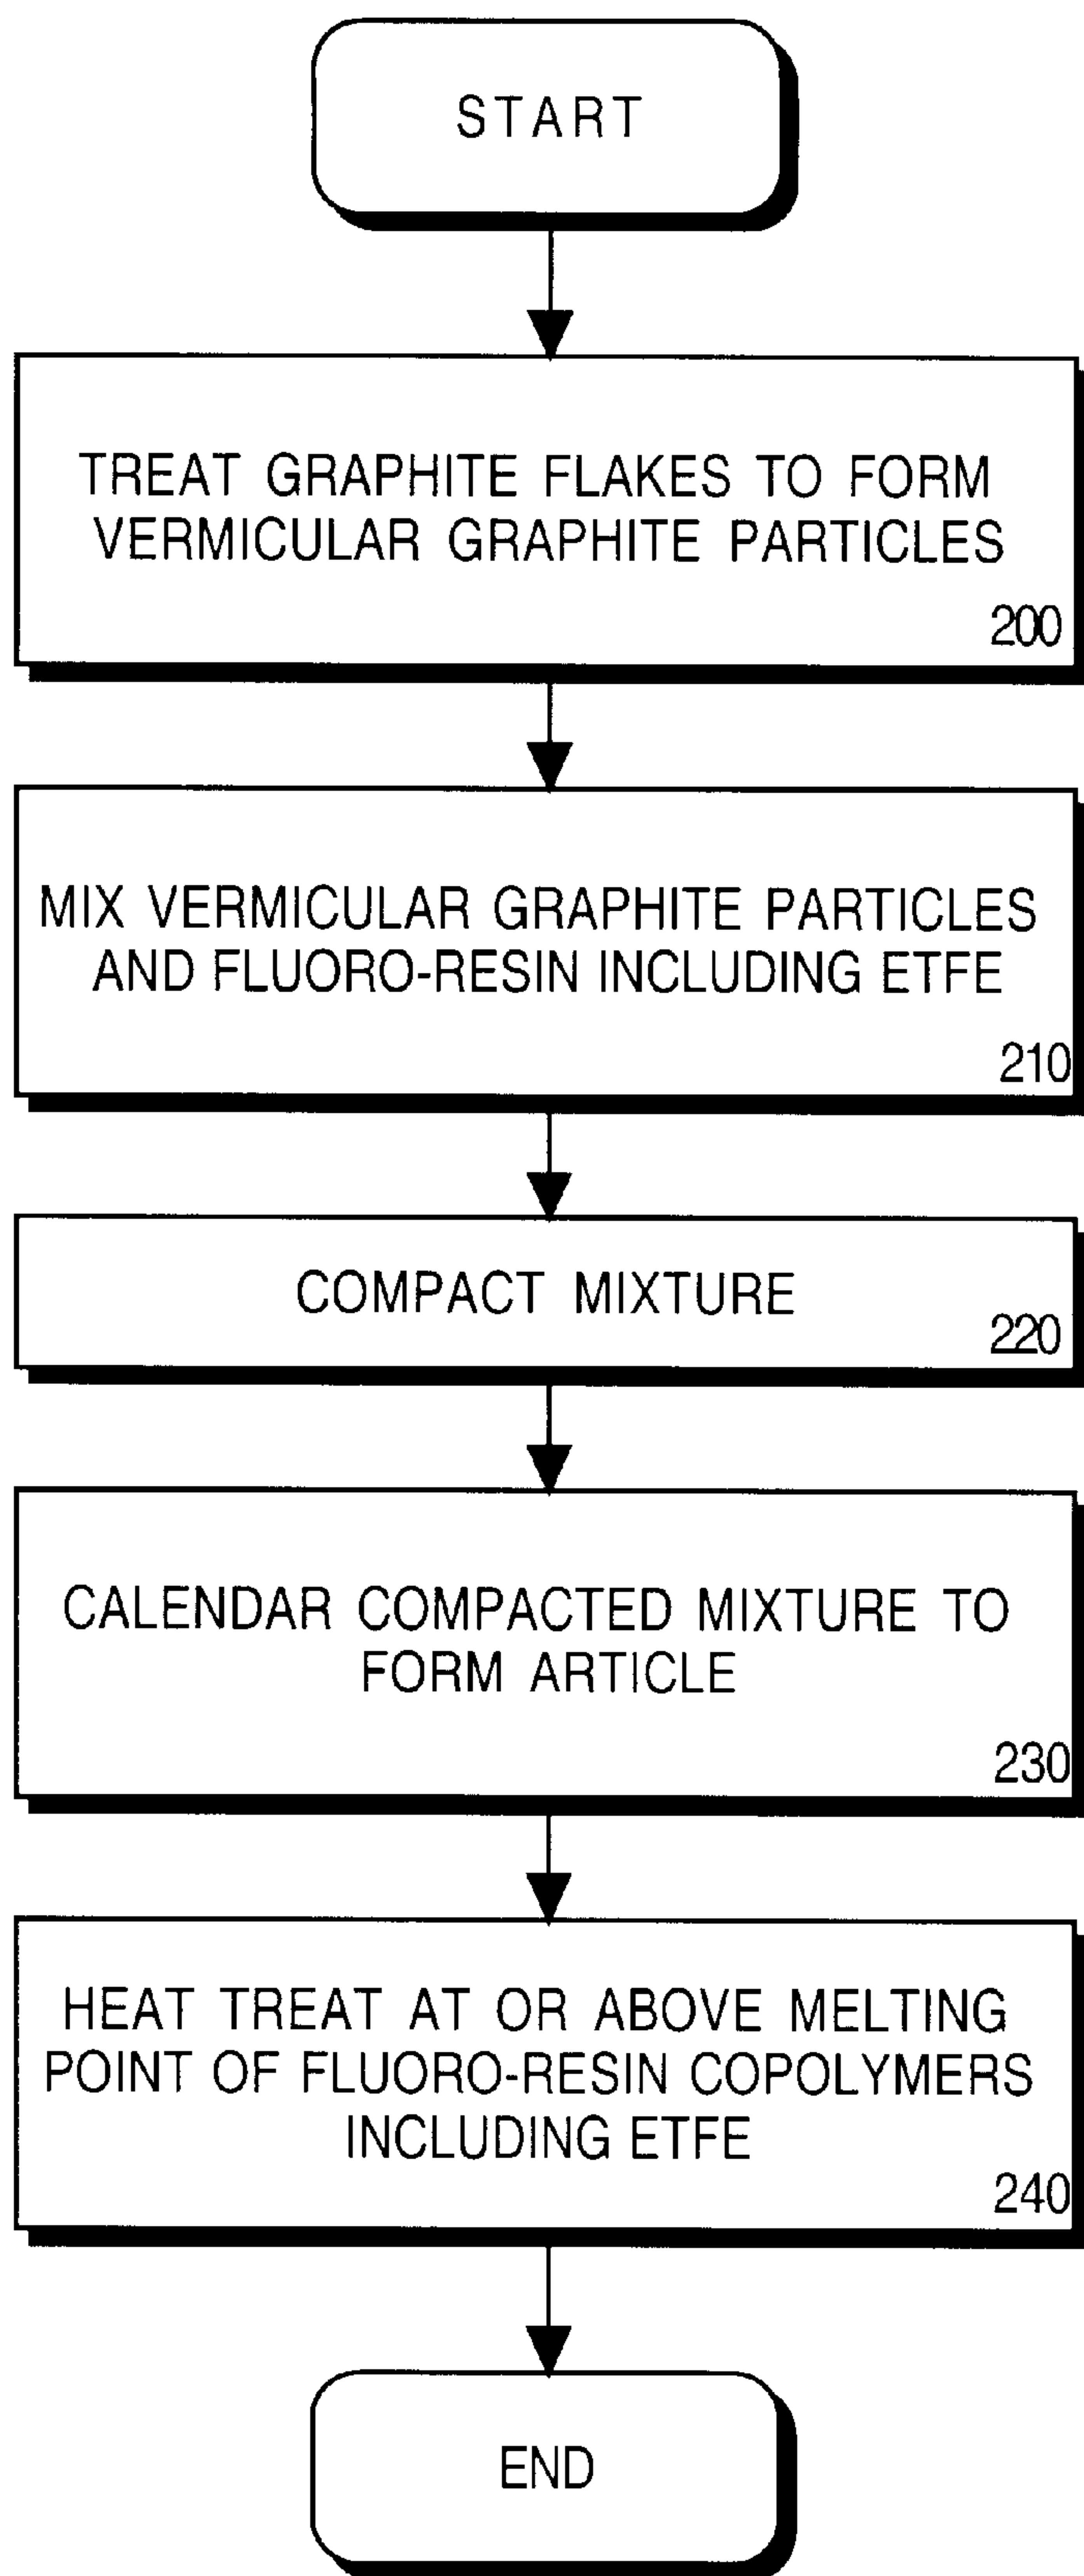 START
TREAT GRAPHITE FLAKES TO FORM
VERMICULAR GRAPHITE PARTICLES
200
MIX VERMICULAR GRAPHITE PARTICLES
AND FLUORO-RESIN INCLUDING ETFE
210
COMPACT MIXTURE
220
CALENDAR COMPACTED MIXTURE TO
FORM ARTICLE
230
HEAT TREAT AT OR ABOVE MELTING
POINT OF FLUORO-RESIN COPOLYMERS
INCLUDING ETFE
240
END